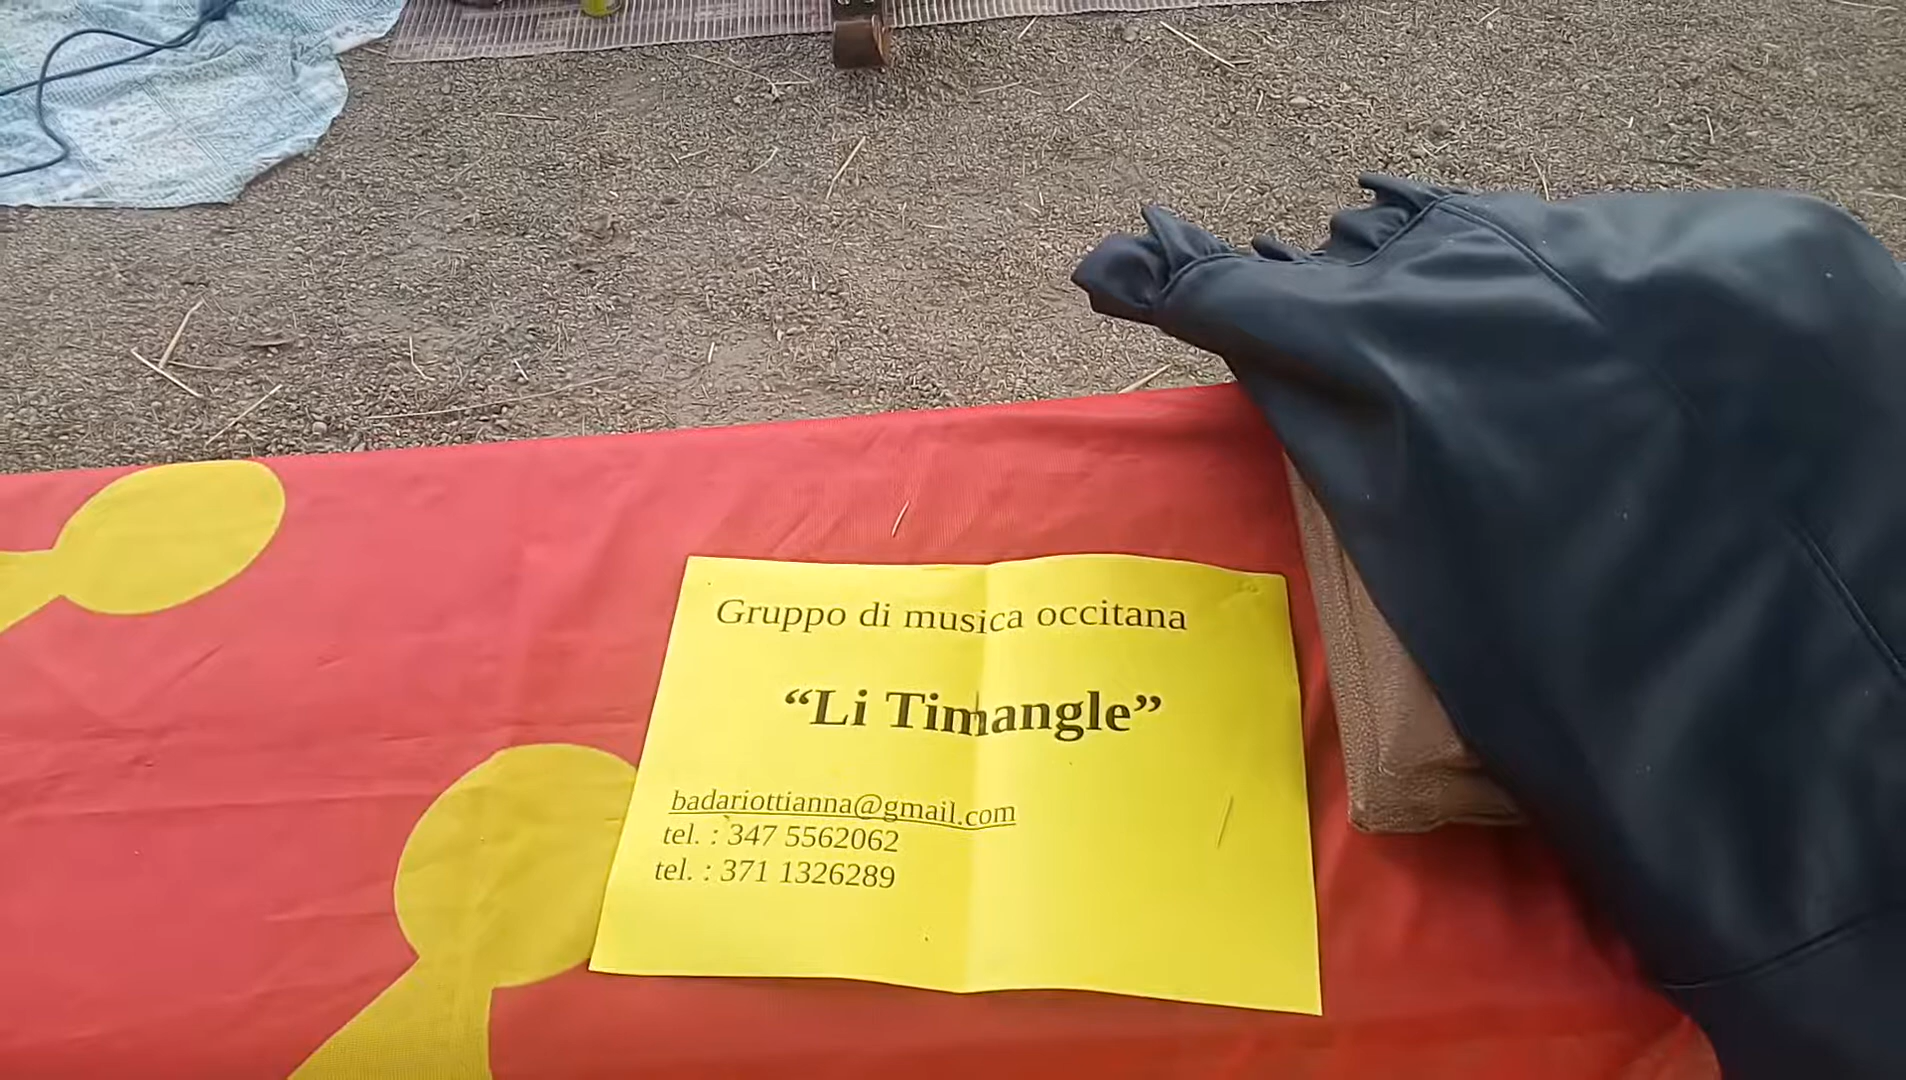 Gruppo di musica occitana
“Li Timangle”
badariottianna@gmail.com
tel. : 347 5562062
tel. : 371 1326289